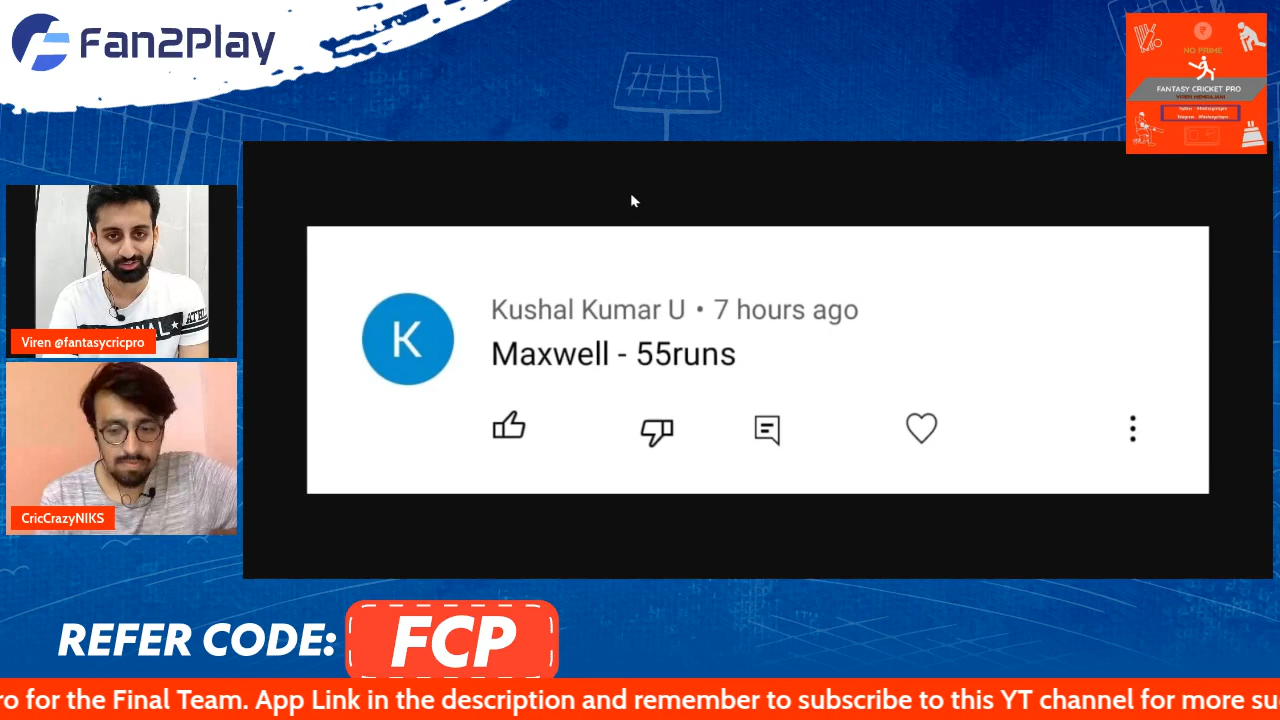 Fan2Play
NO PRIME
FANTASY CRICKET PRO
VIREN HEMRAJANI
Viren @fantasycricpro
CricCrazyNIKS
K
Kushal Kumar U • 7 hours ago
Maxwell - 55runs
REFER CODE: FCP
ro for the Final Team. App Link in the description and remember to subscribe to this YT channel for more su